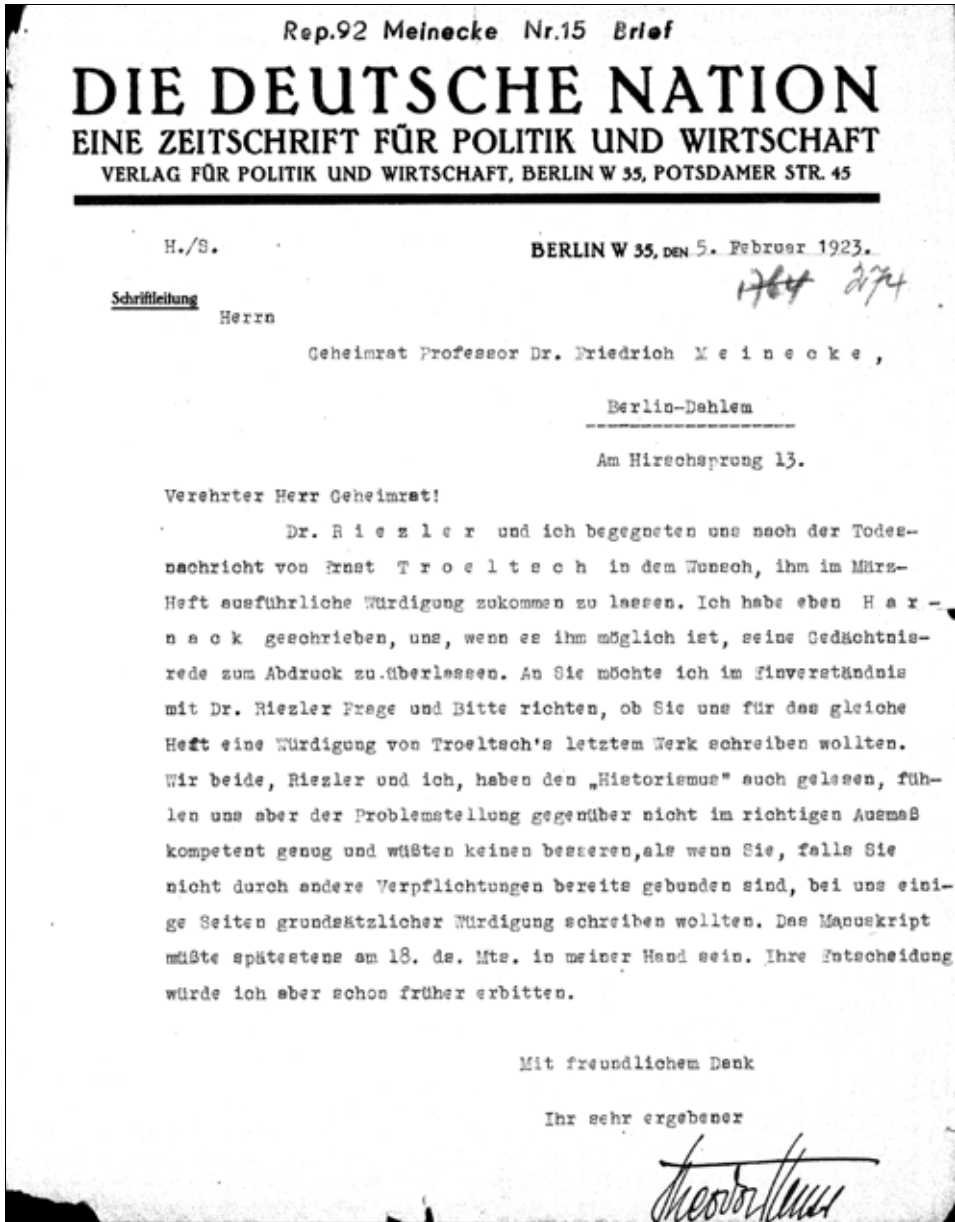 Rep.92 Meinecke Nr.15 Brief
DIE DEUTSCHE NATION
EINE ZEITSCHRIFT FÜR POLITIK UND WIRTSCHAFT
VERLAG FÜR POLITIK UND WIRTSCHAFT, BERLIN W 35, POTSDAMER STR. 45
H./S.
BERLIN W 35, DEN 5. Februar 1923.
1764 274
Schriftleitung
Herrn
Geheimrat Professor Dr. Friedrich M e i n e c k e ,
Berlin-Dahlem
Am Hirschsprung 13.
Verehrter Herr Geheimrat!
Dr. R i e z l e r und ich begegneten uns nach der Todes-
nachricht von Ernst T r o e l t s c h in dem Wunsch, ihm im März-
Heft ausführliche Würdigung zukommen zu lassen. Ich habe eben H a r -
n a c k geschrieben, uns, wenn es ihm möglich ist, seine Gedächtnis-
rede zum Abdruck zu überlassen. An Sie möchte ich im Einverständnis
mit Dr. Riezler Frage und Bitte richten, ob Sie uns für das gleiche
Heft eine Würdigung von Troeltsch's letztem Werk schreiben wollten.
Wir beide, Riezler und ich, haben den „Historismus" auch gelesen, füh-
len uns aber der Problemstellung gegenüber nicht im richtigen Ausmaß
kompetent genug und wüßten keinen besseren,als wenn Sie, falls Sie
nicht durch andere Verpflichtungen bereits gebunden sind, bei uns eini-
ge Seiten grundsätzlicher Würdigung schreiben wollten. Das Manuskript
müßte spätestens am 18. ds. Mts. in meiner Hand sein. Ihre Entscheidung
würde ich aber schon früher erbitten.
Mit freundlichem Dank
Ihr sehr ergebener
Theodor Heuss